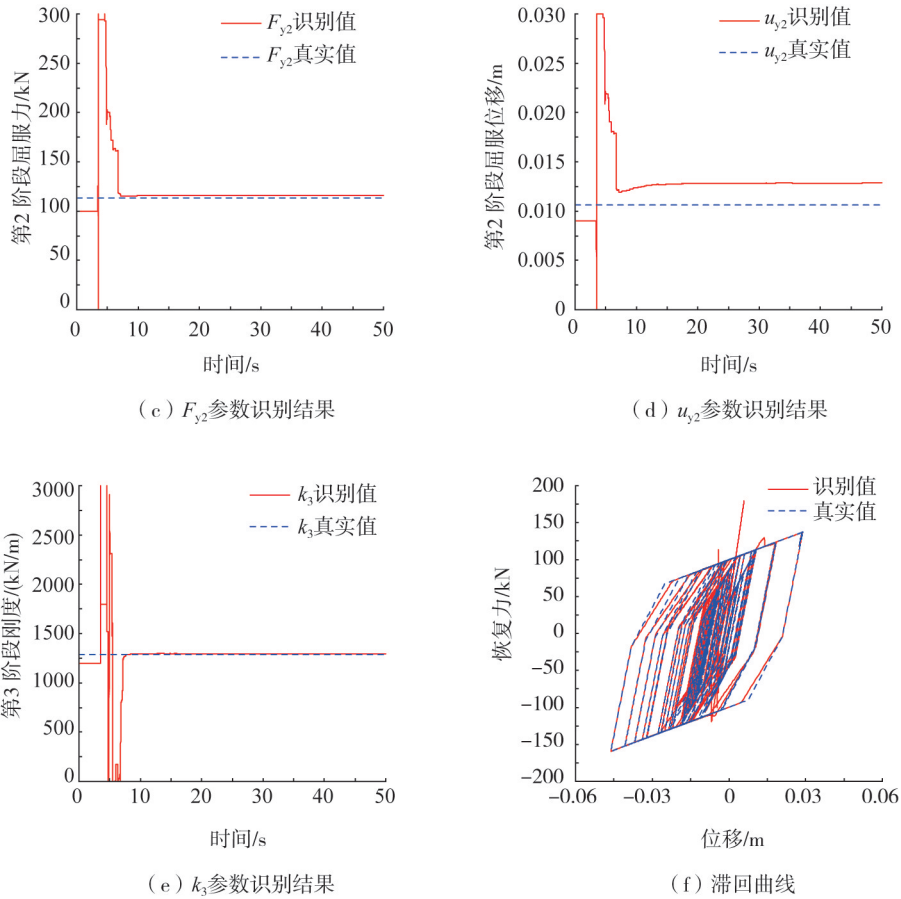 300
250
200
150
100
50
0
第2 阶段屈服力/kN
F_y2识别值
F_y2真实值
0 10 20 30 40 50
时间/s
（c）F_y2参数识别结果
0.030
0.025
0.020
0.015
0.010
0.005
0
第2 阶段屈服位移/m
u_y2识别值
u_y2真实值
0 10 20 30 40 50
时间/s
（d）u_y2参数识别结果
3000
2500
2000
1500
1000
500
0
第3 阶段刚度/(kN/m)
k_3识别值
k_3真实值
0 10 20 30 40 50
时间/s
（e）k_3参数识别结果
200
150
100
50
0
−50
−100
−150
−200
恢复力/kN
识别值
真实值
−0.06 −0.03 0 0.03 0.06
位移/m
（f）滞回曲线